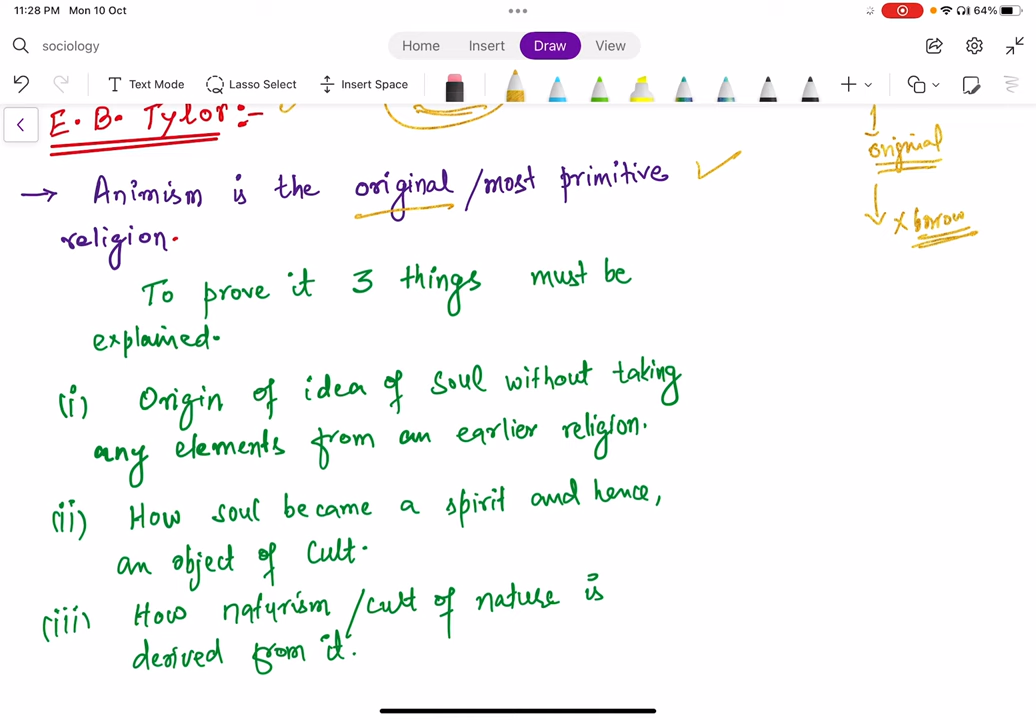 11:28 PM Mon 10 Oct
64%
sociology
Home Insert Draw View
Text Mode Lasso Select Insert Space
E. B. Tylor :-
→ Animism is the original / most primitive
religion.
original
× borrow
To prove it 3 things must be
explained.
(i) Origin of idea of soul without taking
any elements from an earlier religion.
(ii) How soul became a spirit and hence,
an object of cult.
(iii) How naturism / cult of nature is
derived from it.